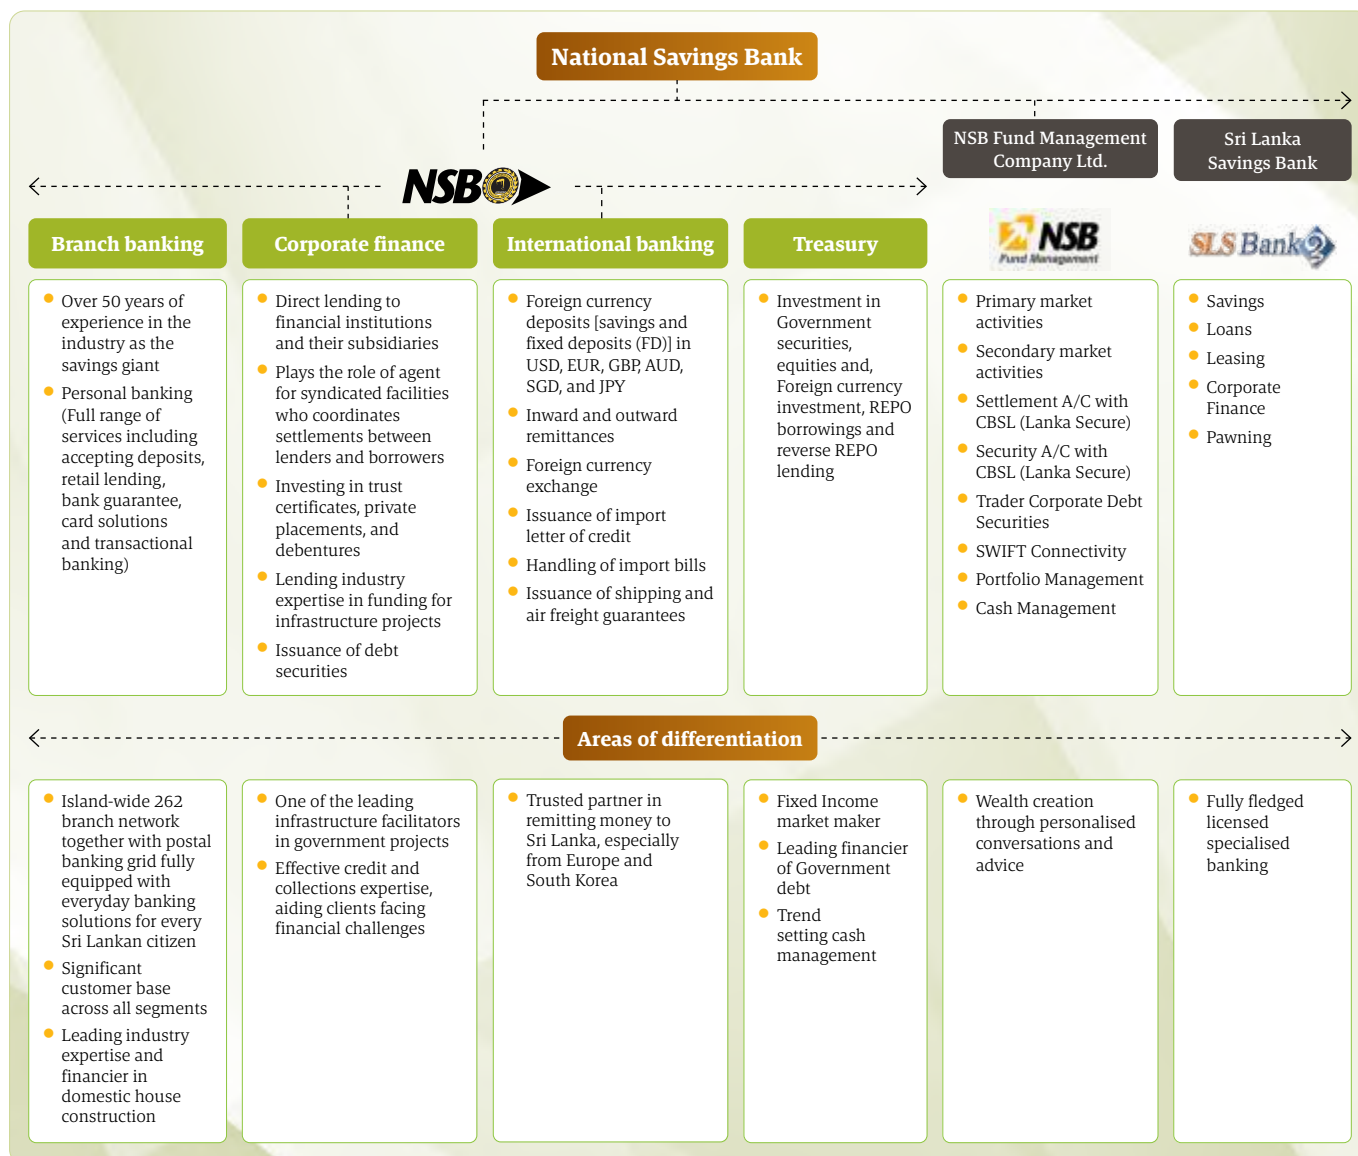 National Savings Bank
NSB
NSB Fund Management
Company Ltd.
Sri Lanka
Savings Bank
Branch banking
Corporate finance
International banking
Treasury
NSB
Fund Management
SLS Bank
Over 50 years of
experience in the
industry as the
savings giant
Personal banking
(Full range of
services including
accepting deposits,
retail lending,
bank guarantee,
card solutions
and transactional
banking)
Direct lending to
financial institutions
and their subsidiaries
Plays the role of agent
for syndicated facilities
who coordinates
settlements between
lenders and borrowers
Investing in trust
certificates, private
placements, and
debentures
Lending industry
expertise in funding for
infrastructure projects
Issuance of debt
securities
Foreign currency
deposits [savings and
fixed deposits (FD)] in
USD, EUR, GBP, AUD,
SGD, and JPY
Inward and outward
remittances
Foreign currency
exchange
Issuance of import
letter of credit
Handling of import bills
Issuance of shipping and
air freight guarantees
Investment in
Government
securities,
equities and,
Foreign currency
investment, REPO
borrowings and
reverse REPO
lending
Primary market
activities
Secondary market
activities
Settlement A/C with
CBSL (Lanka Secure)
Security A/C with
CBSL (Lanka Secure)
Trader Corporate Debt
Securities
SWIFT Connectivity
Portfolio Management
Cash Management
Savings
Loans
Leasing
Corporate
Finance
Pawning
Areas of differentiation
Island-wide 262
branch network
together with postal
banking grid fully
equipped with
everyday banking
solutions for every
Sri Lankan citizen
Significant
customer base
across all segments
Leading industry
expertise and
financier in
domestic house
construction
One of the leading
infrastructure facilitators
in government projects
Effective credit and
collections expertise,
aiding clients facing
financial challenges
Trusted partner in
remitting money to
Sri Lanka, especially
from Europe and
South Korea
Fixed Income
market maker
Leading financier
of Government
debt
Trend
setting cash
management
Wealth creation
through personalised
conversations and
advice
Fully fledged
licensed
specialised
banking